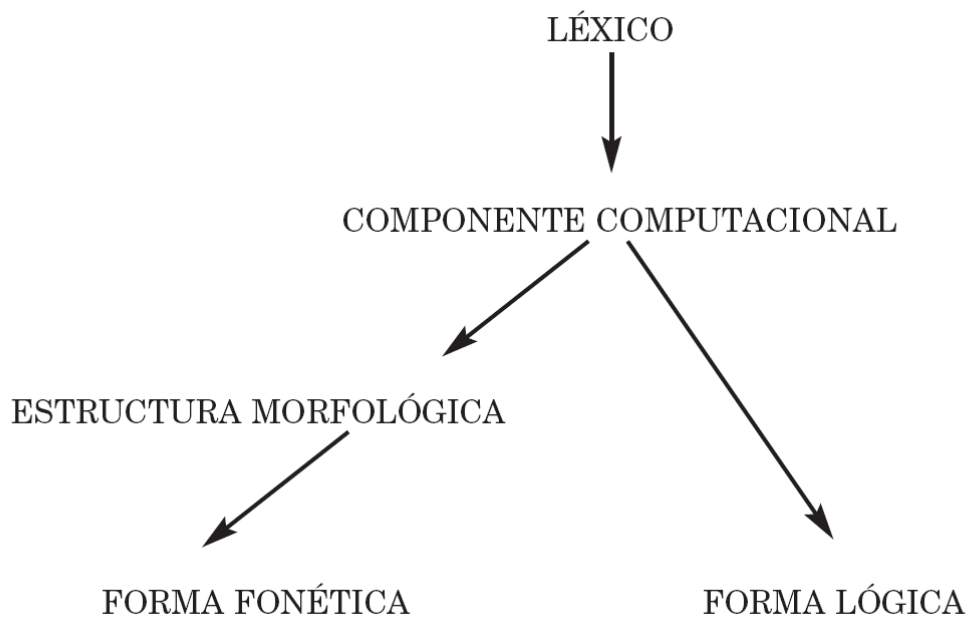 LÉXICO
COMPONENTE COMPUTACIONAL
ESTRUCTURA MORFOLÓGICA
FORMA FONÉTICA
FORMA LÓGICA